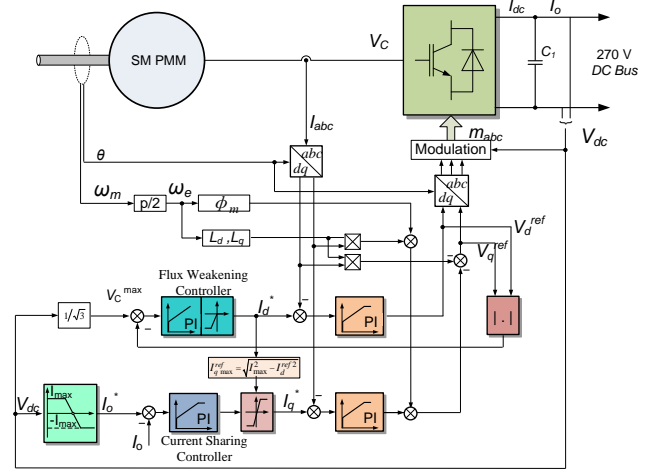 I_dc I_o
SM PMM
V_C
C_1
270 V
DC Bus
I_abc
m_abc
V_dc
θ
abc
dq
Modulation
ω_m
p/2
ω_e
ϕ_m
abc
dq
L_d ,L_q
V_d^ref
V_q^ref
Flux Weakening
Controller
V_C^max
1/√3
PI
I_d^*
PI
| . |
I_q max^ref = √I_max^2 − I_d^ref 2
V_dc
I_max
-I_max
I_o^*
I_o
PI
I_q^*
PI
Current Sharing
Controller